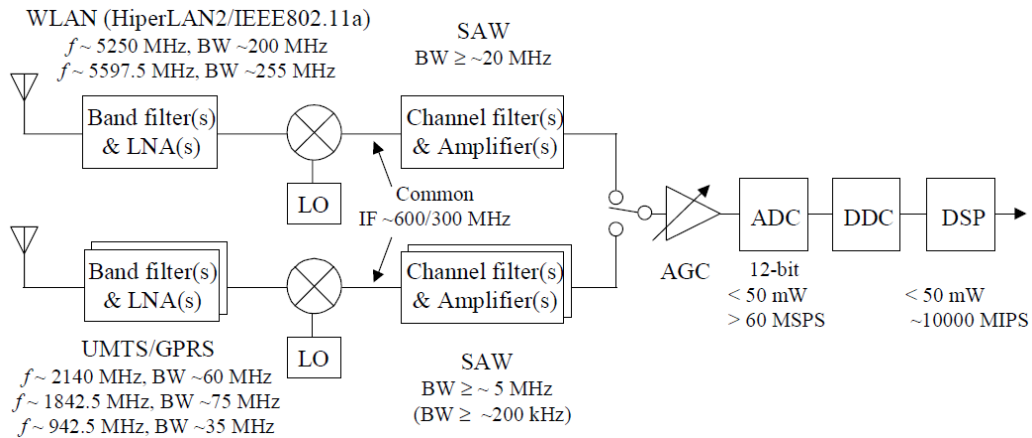 WLAN (HiperLAN2/IEEE802.11a)
f ~ 5250 MHz, BW ~200 MHz
f ~ 5597.5 MHz, BW ~255 MHz
SAW
BW ≥ ~20 MHz
Band filter(s)
& LNA(s)
Channel filter(s)
& Amplifier(s)
LO
Common
IF ~600/300 MHz
ADC
DDC
DSP
AGC
12-bit
< 50 mW
> 60 MSPS
< 50 mW
~10000 MIPS
Band filter(s)
& LNA(s)
Channel filter(s)
& Amplifier(s)
LO
UMTS/GPRS
f ~ 2140 MHz, BW ~60 MHz
f ~ 1842.5 MHz, BW ~75 MHz
f ~ 942.5 MHz, BW ~35 MHz
SAW
BW ≥ ~ 5 MHz
(BW ≥ ~200 kHz)